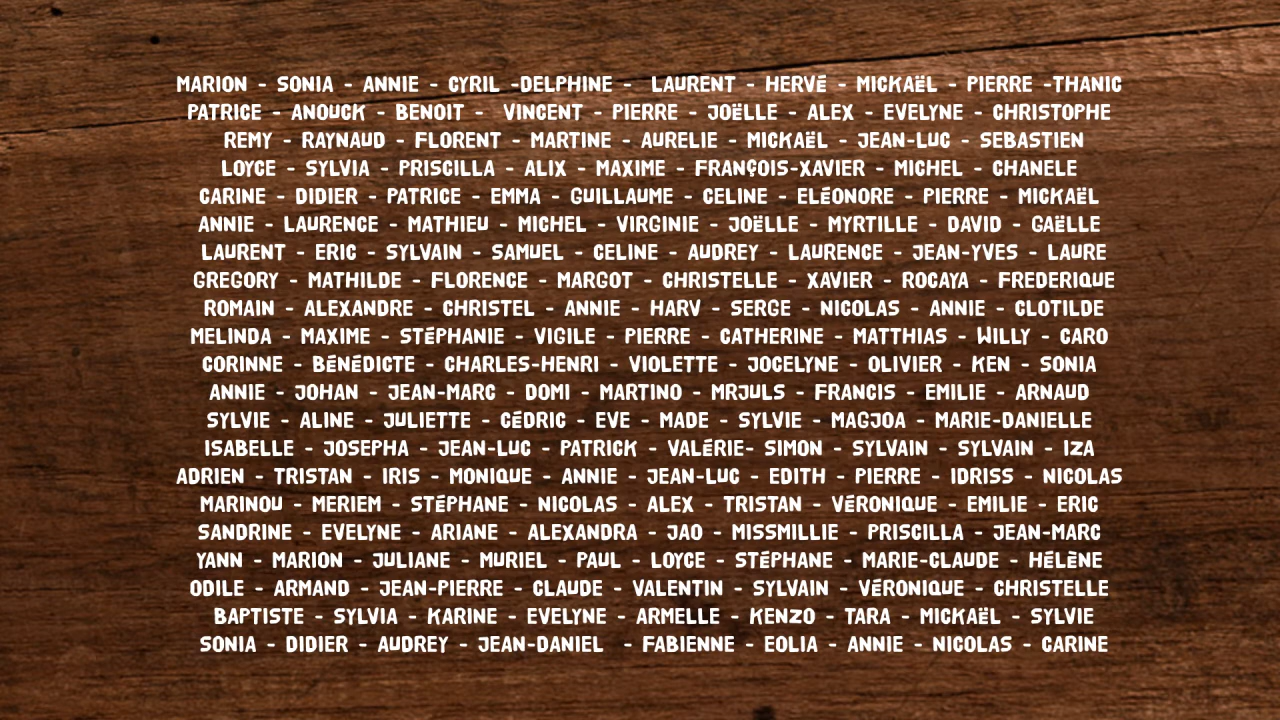 MARION - SONIA - ANNIE - CYRIL -DELPHINE - LAURENT - HERVÉ - MICKAËL - PIERRE -THANIC
PATRICE - ANOUCK - BENOIT - VINCENT - PIERRE - JOËLLE - ALEX - EVELYNE - CHRISTOPHE
REMY - RAYNAUD - FLORENT - MARTINE - AURELIE - MICKAËL - JEAN-LUC - SEBASTIEN
LOYCE - SYLVIA - PRISCILLA - ALIX - MAXIME - FRANÇOIS-XAVIER - MICHEL - CHANELE
CARINE - DIDIER - PATRICE - EMMA - GUILLAUME - CELINE - ELÉONORE - PIERRE - MICKAËL
ANNIE - LAURENCE - MATHIEU - MICHEL - VIRGINIE - JOËLLE - MYRTILLE - DAVID - GAËLLE
LAURENT - ERIC - SYLVAIN - SAMUEL - CELINE - AUDREY - LAURENCE - JEAN-YVES - LAURE
GREGORY - MATHILDE - FLORENCE - MARGOT - CHRISTELLE - XAVIER - ROCAYA - FREDERIQUE
ROMAIN - ALEXANDRE - CHRISTEL - ANNIE - HARV - SERGE - NICOLAS - ANNIE - CLOTILDE
MELINDA - MAXIME - STÉPHANIE - VIGILE - PIERRE - CATHERINE - MATTHIAS - WILLY - CARO
CORINNE - BÉNÉDICTE - CHARLES-HENRI - VIOLETTE - JOCELYNE - OLIVIER - KEN - SONIA
ANNIE - JOHAN - JEAN-MARC - DOMI - MARTINO - MRJULS - FRANCIS - EMILIE - ARNAUD
SYLVIE - ALINE - JULIETTE - CÉDRIC - EVE - MADE - SYLVIE - MAGJOA - MARIE-DANIELLE
ISABELLE - JOSEPHA - JEAN-LUC - PATRICK - VALÉRIE- SIMON - SYLVAIN - SYLVAIN - IZA
ADRIEN - TRISTAN - IRIS - MONIQUE - ANNIE - JEAN-LUC - EDITH - PIERRE - IDRISS - NICOLAS
MARINOU - MERIEM - STÉPHANE - NICOLAS - ALEX - TRISTAN - VÉRONIQUE - EMILIE - ERIC
SANDRINE - EVELYNE - ARIANE - ALEXANDRA - JAO - MISSMILLIE - PRISCILLA - JEAN-MARC
YANN - MARION - JULIANE - MURIEL - PAUL - LOYCE - STÉPHANE - MARIE-CLAUDE - HÉLÈNE
ODILE - ARMAND - JEAN-PIERRE - CLAUDE - VALENTIN - SYLVAIN - VÉRONIQUE - CHRISTELLE
BAPTISTE - SYLVIA - KARINE - EVELYNE - ARMELLE - KENZO - TARA - MICKAËL - SYLVIE
SONIA - DIDIER - AUDREY - JEAN-DANIEL - FABIENNE - EOLIA - ANNIE - NICOLAS - CARINE